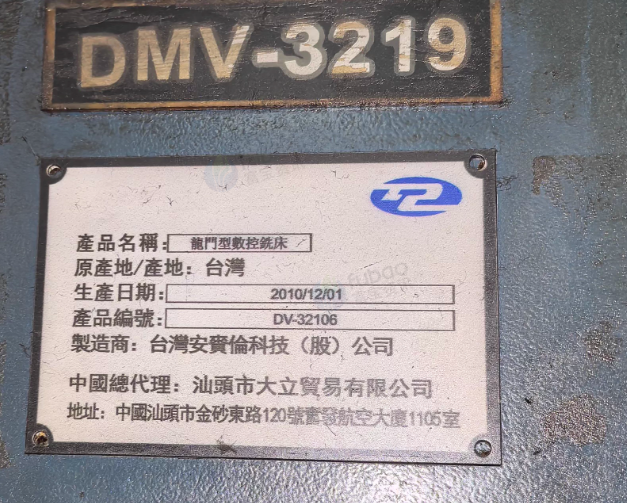 DMV-3219
產品名稱: 龍門型數控銑床
原產地/產地: 台灣
生產日期: 2010/12/01
產品編號: DV-32106
製造商: 台灣安賓倫科技（股）公司
中國總代理: 汕頭市大立貿易有限公司
地址: 中國汕頭市金砂東路120號 發航空大廈1105室
fubao